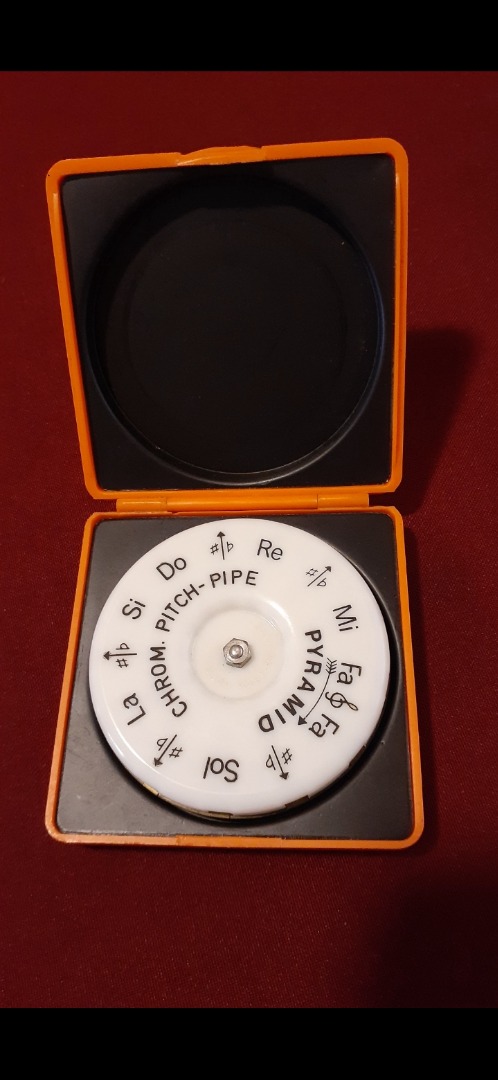 Do
♯/♭
Re
♯/♭
Mi
Fa
Fa
♯/♭
Sol
♯/♭
La
♯/♭
Si
CHROM. PITCH-PIPE
PYRAMID